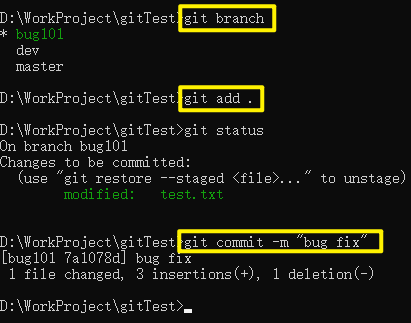 D:\WorkProject\gitTest>git branch
* bug101
  dev
  master
D:\WorkProject\gitTest>git add .
D:\WorkProject\gitTest>git status
On branch bug101
Changes to be committed:
  (use "git restore --staged <file>..." to unstage)
        modified:   test.txt
D:\WorkProject\gitTest>git commit -m "bug fix"
[bug101 7a1078d] bug fix
 1 file changed, 3 insertions(+), 1 deletion(-)
D:\WorkProject\gitTest>